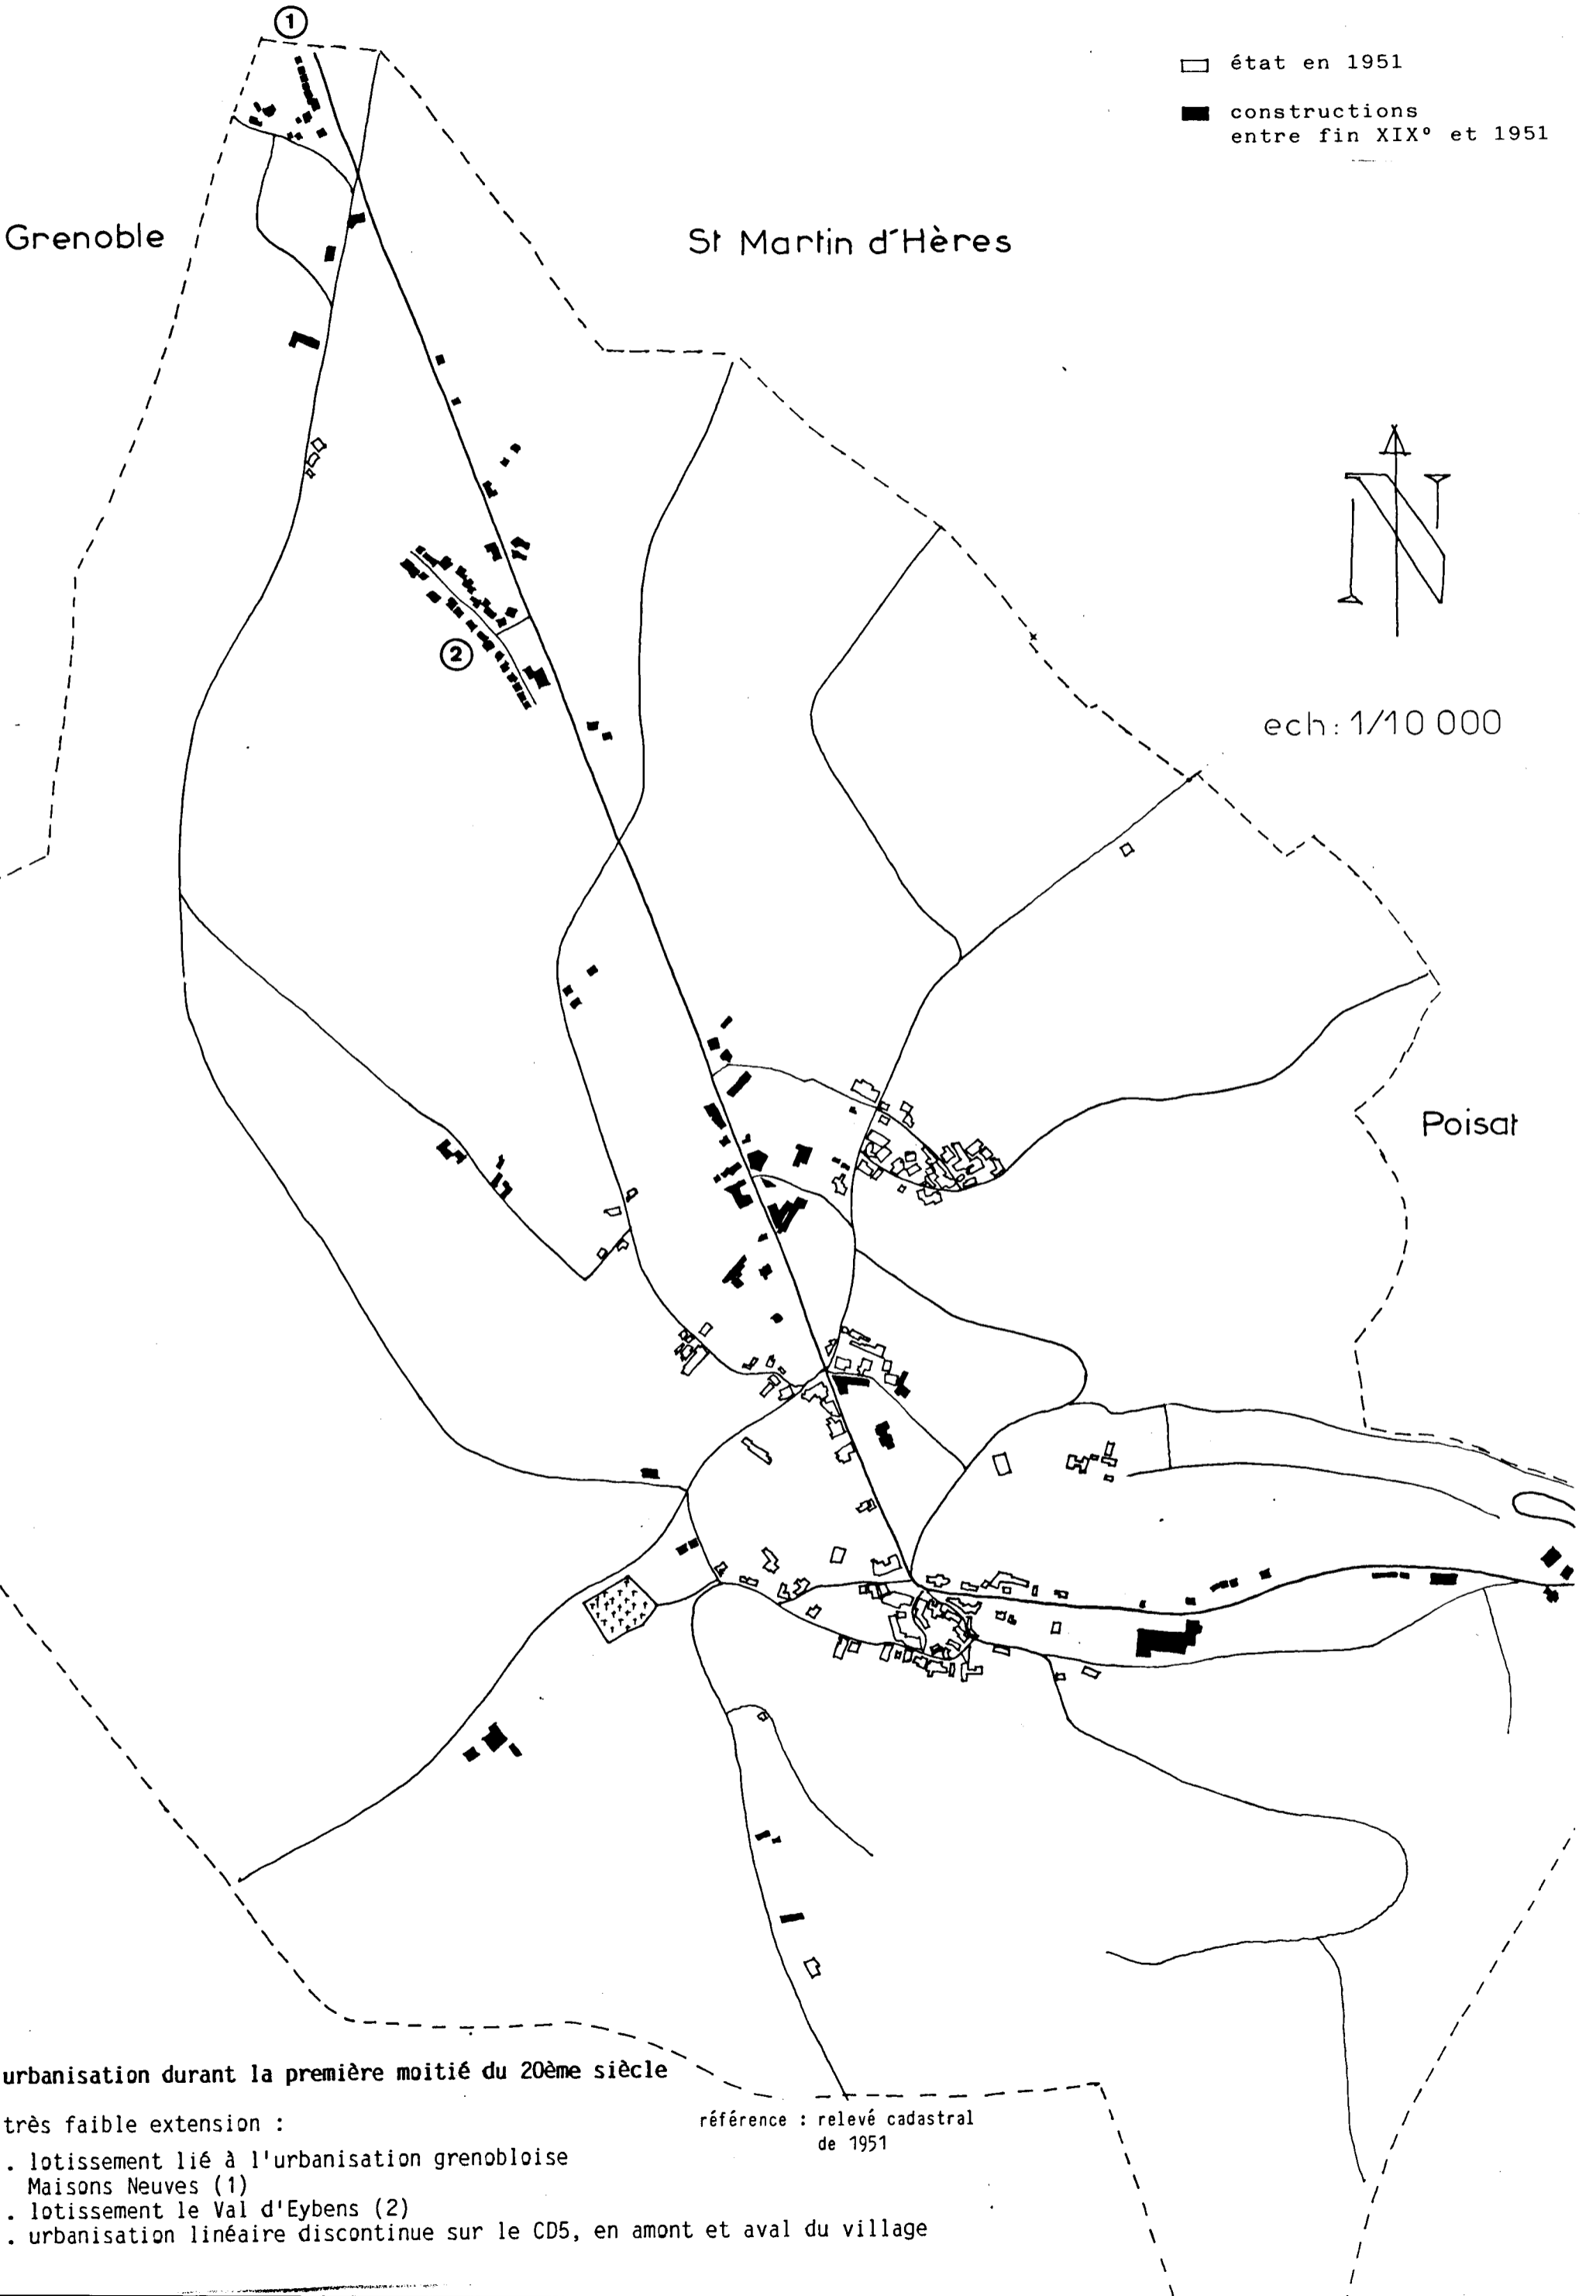 1
état en 1951
constructions
entre fin XIXº et 1951
Grenoble
St Martin d'Hères
N
2
ech: 1/10 000
Poisat
urbanisation durant la première moitié du 20ème siècle
très faible extension :
. lotissement lié à l'urbanisation grenobloise
Maisons Neuves (1)
. lotissement le Val d'Eybens (2)
. urbanisation linéaire discontinue sur le CD5, en amont et aval du village
référence : relevé cadastral
de 1951